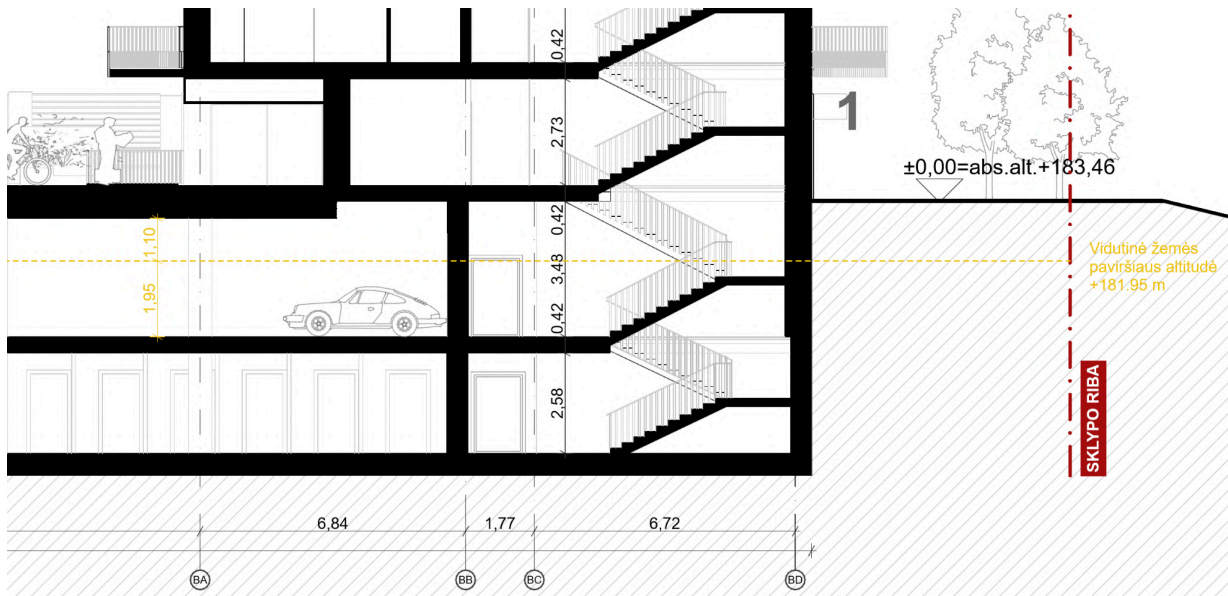 0,42
1
2,73
±0,00=abs.alt.+183,46
0,42
1,10
3,48
Vidutinė žemės
paviršiaus altitudė
+181.95 m
1,95
0,42
2,58
SKLYPO RIBA
6,84
1,77
6,72
BA
BB
BC
BD